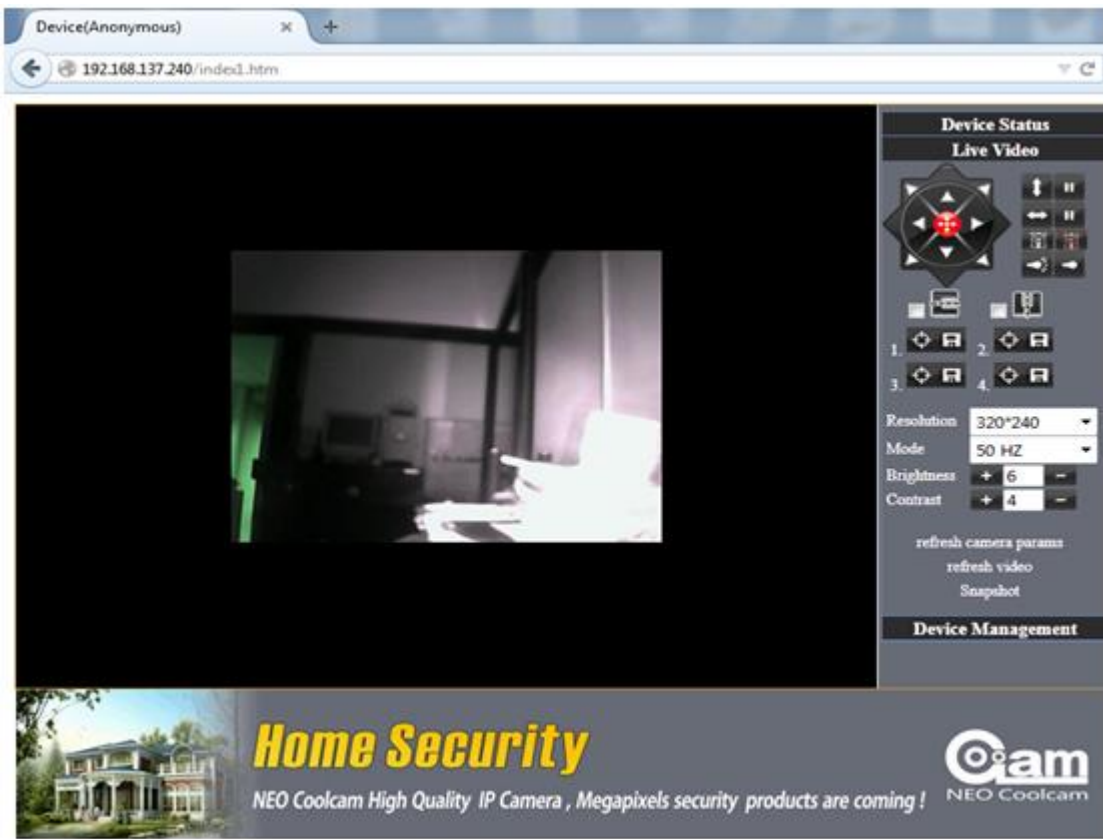 Device(Anonymous)
192.168.137.240/index1.htm
Device Status
Live Video
1.
2.
3.
4.
Resolution 320*240
Mode 50 HZ
Brightness + 6 -
Contrast + 4 -
refresh camera params
refresh video
Snapshot
Device Management
Home Security
NEO Coolcam High Quality IP Camera , Megapixels security products are coming !
Coam
NEO Coolcam